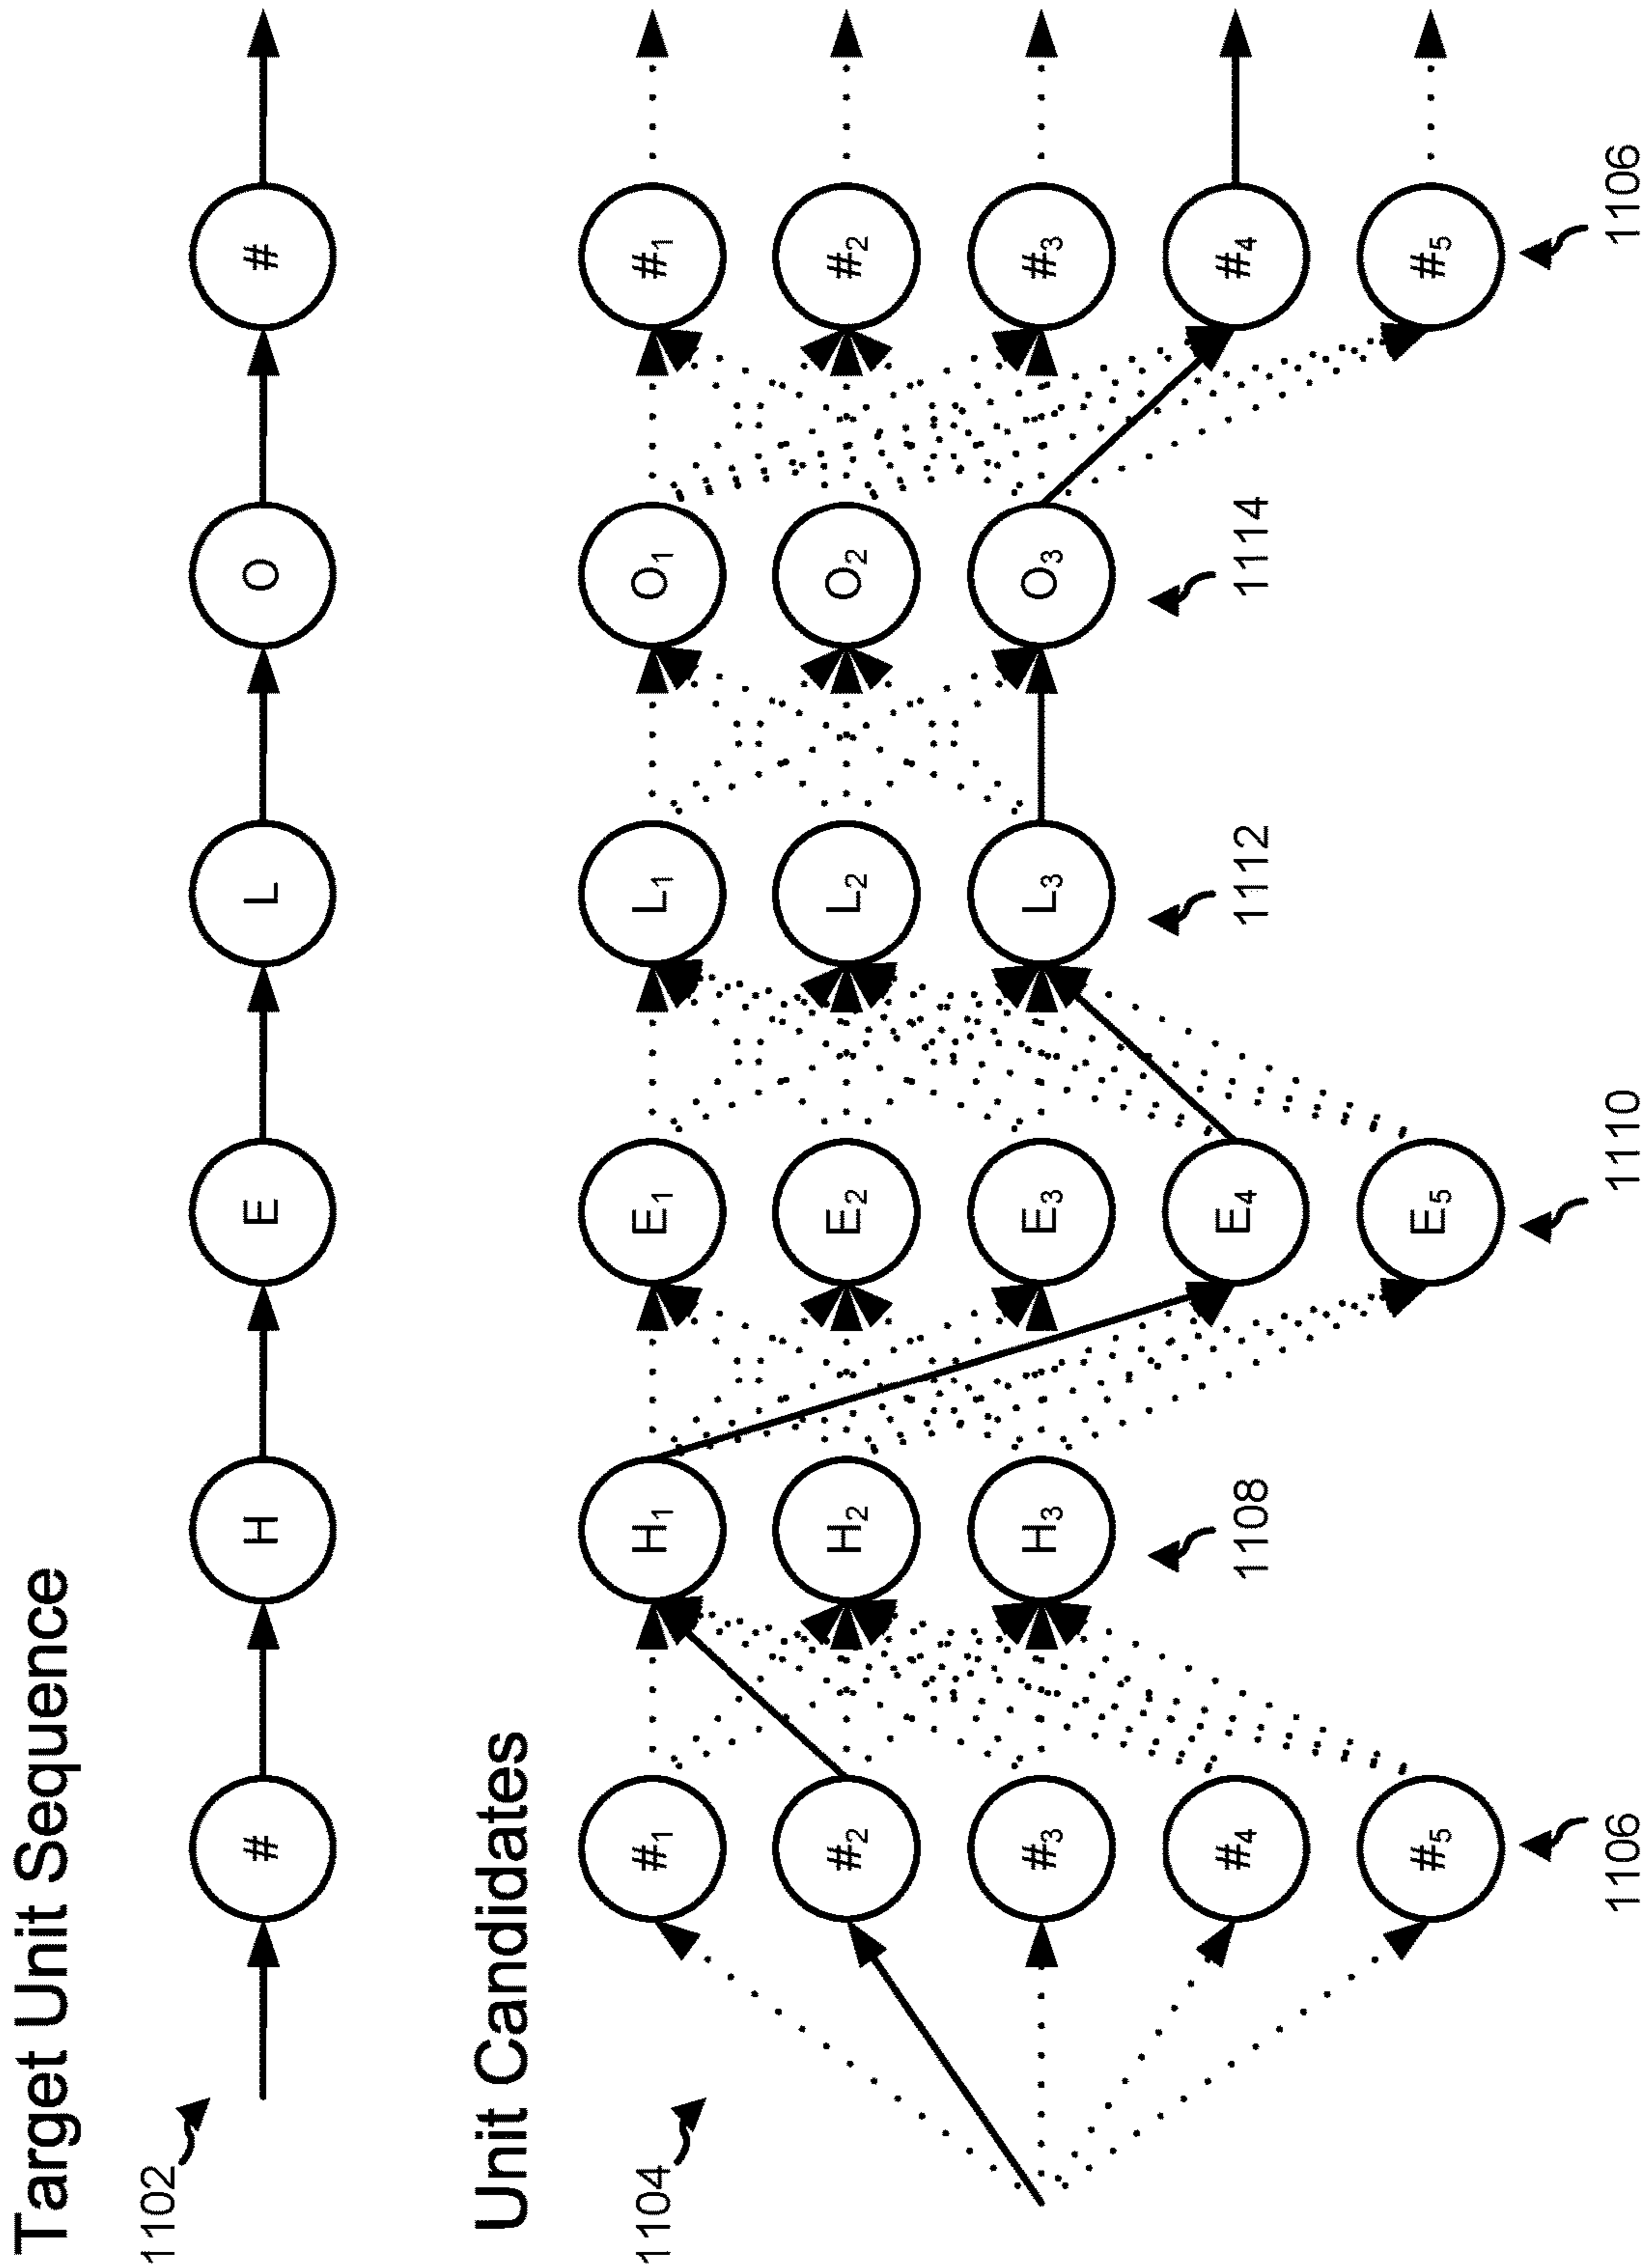 Target Unit Sequence
1102
# H E L O #
Unit Candidates
1104
#₁ H₁ E₁ L₁ O₁ #₁
#₂ H₂ E₂ L₂ O₂ #₂
#₃ H₃ E₃ L₃ O₃ #₃
1108 1112 1114
#₄ E₄ #₄
#₅ E₅ #₅
1106 1110 1106